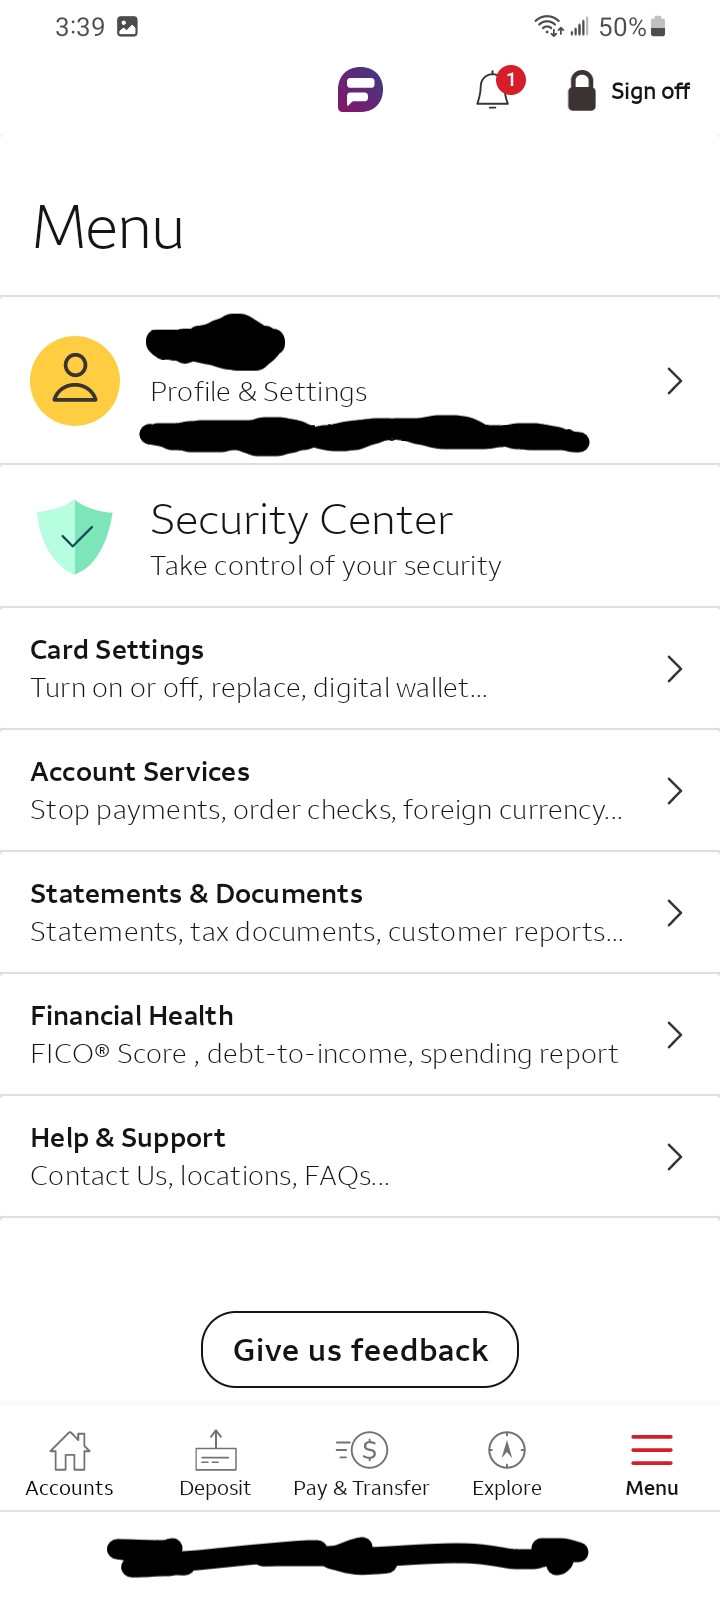 3:39
50%
1
Sign off
Menu
Profile & Settings
Security Center
Take control of your security
Card Settings
Turn on or off, replace, digital wallet...
Account Services
Stop payments, order checks, foreign currency...
Statements & Documents
Statements, tax documents, customer reports...
Financial Health
FICO® Score , debt-to-income, spending report
Help & Support
Contact Us, locations, FAQs...
Give us feedback
Accounts Deposit Pay & Transfer Explore Menu